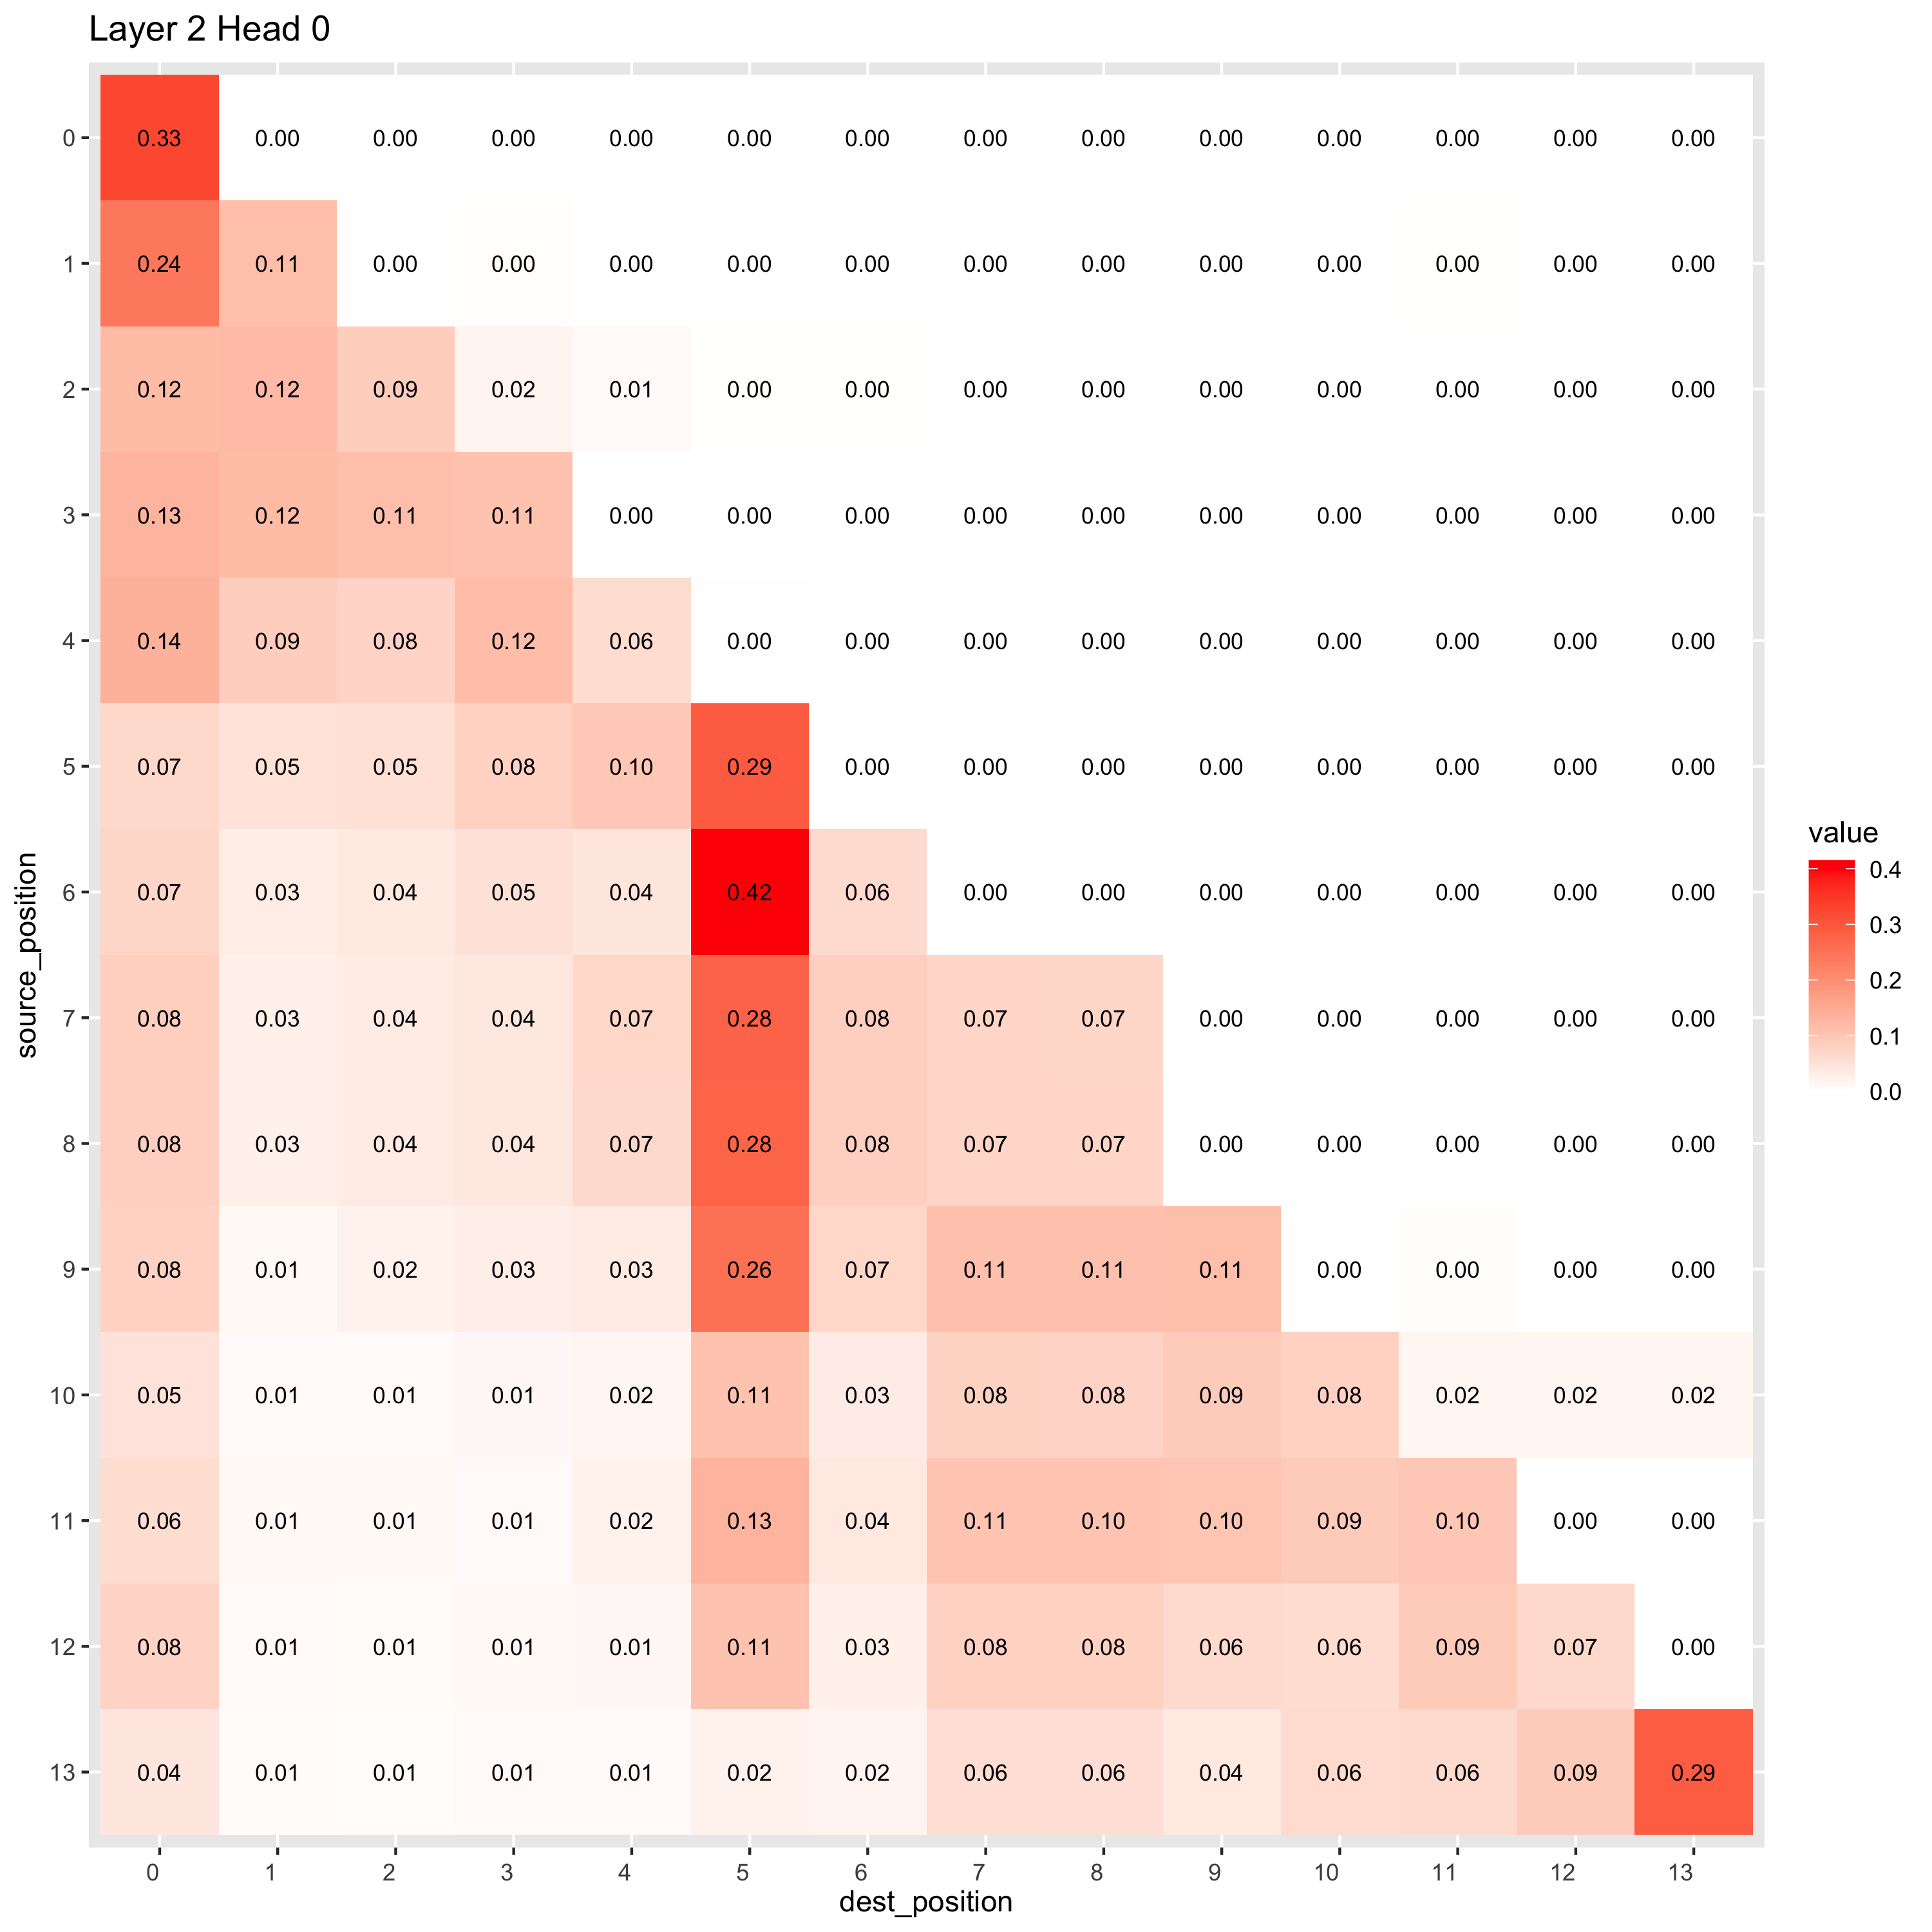 Layer 2 Head 0
0 0.33 0.00 0.00 0.00 0.00 0.00 0.00 0.00 0.00 0.00 0.00 0.00 0.00 0.00
1 0.24 0.11 0.00 0.00 0.00 0.00 0.00 0.00 0.00 0.00 0.00 0.00 0.00 0.00
2 0.12 0.12 0.09 0.02 0.01 0.00 0.00 0.00 0.00 0.00 0.00 0.00 0.00 0.00
3 0.13 0.12 0.11 0.11 0.00 0.00 0.00 0.00 0.00 0.00 0.00 0.00 0.00 0.00
4 0.14 0.09 0.08 0.12 0.06 0.00 0.00 0.00 0.00 0.00 0.00 0.00 0.00 0.00
5 0.07 0.05 0.05 0.08 0.10 0.29 0.00 0.00 0.00 0.00 0.00 0.00 0.00 0.00
6 0.07 0.03 0.04 0.05 0.04 0.42 0.06 0.00 0.00 0.00 0.00 0.00 0.00 0.00
7 0.08 0.03 0.04 0.04 0.07 0.28 0.08 0.07 0.07 0.00 0.00 0.00 0.00 0.00
8 0.08 0.03 0.04 0.04 0.07 0.28 0.08 0.07 0.07 0.00 0.00 0.00 0.00 0.00
9 0.08 0.01 0.02 0.03 0.03 0.26 0.07 0.11 0.11 0.11 0.00 0.00 0.00 0.00
10 0.05 0.01 0.01 0.01 0.02 0.11 0.03 0.08 0.08 0.09 0.08 0.02 0.02 0.02
11 0.06 0.01 0.01 0.01 0.02 0.13 0.04 0.11 0.10 0.10 0.09 0.10 0.00 0.00
12 0.08 0.01 0.01 0.01 0.01 0.11 0.03 0.08 0.08 0.06 0.06 0.09 0.07 0.00
13 0.04 0.01 0.01 0.01 0.01 0.02 0.02 0.06 0.06 0.04 0.06 0.06 0.09 0.29
0 1 2 3 4 5 6 7 8 9 10 11 12 13
dest_position
source_position
value
0.4
0.3
0.2
0.1
0.0